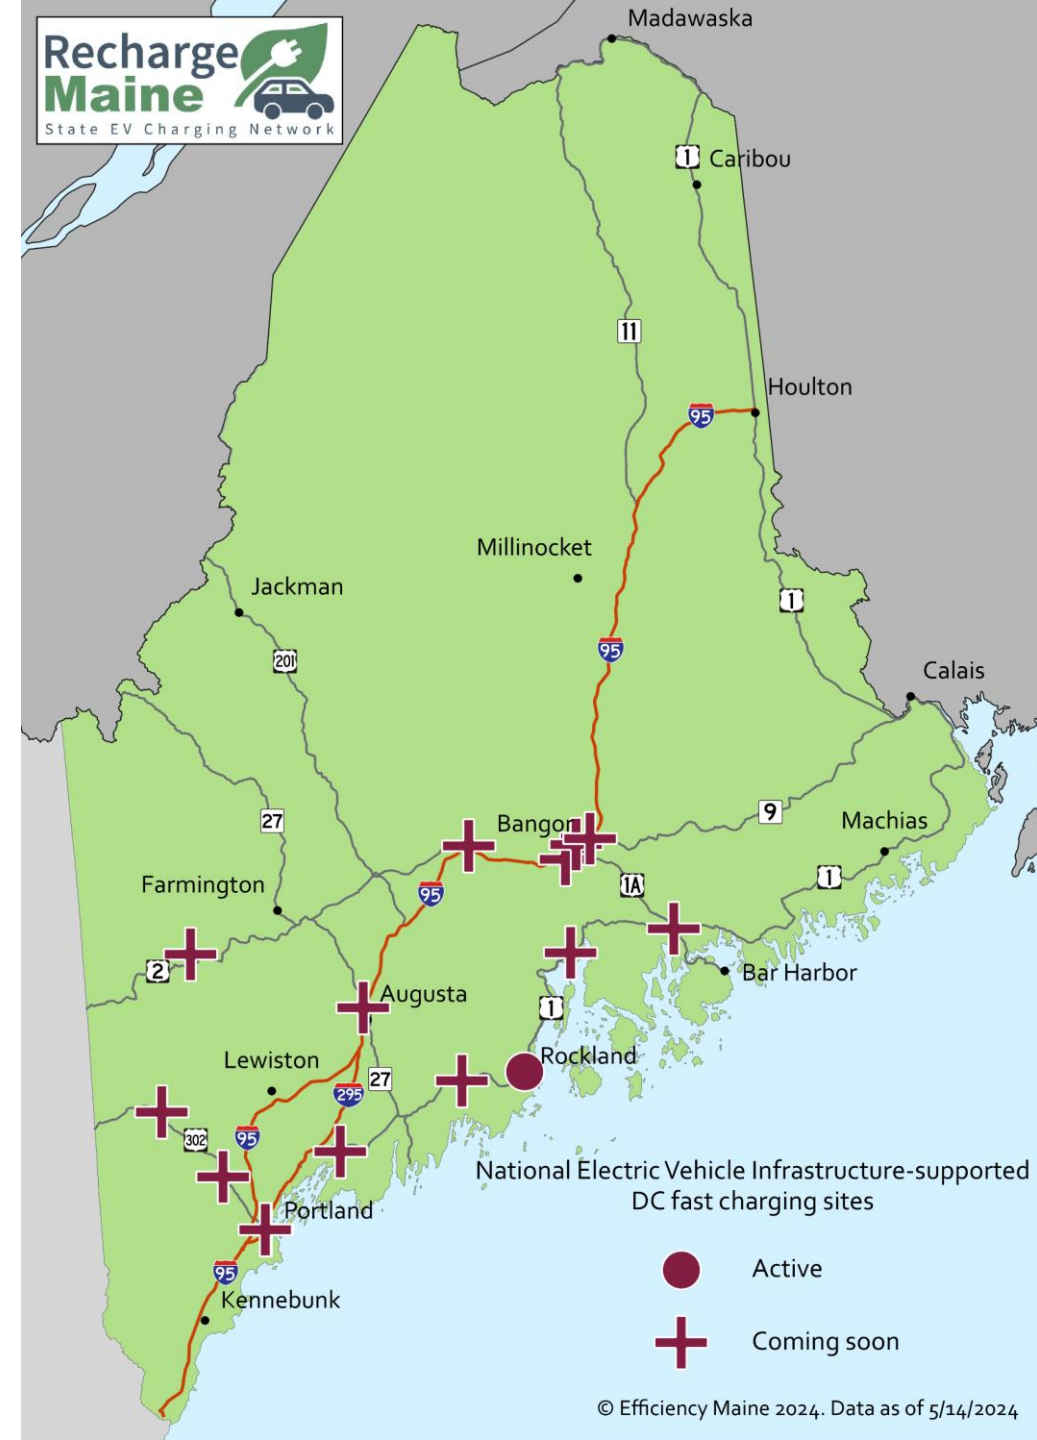 Recharge
Maine
State EV Charging Network
Madawaska
1
Caribou
11
Houlton
95
Millinocket
Jackman
1
201
95
Calais
27
9
Bangor
Machias
Farmington
95
1A
1
2
Bar Harbor
Augusta
1
Rockland
Lewiston
27
295
302
95
National Electric Vehicle Infrastructure-supported
DC fast charging sites
Portland
Active
95
Kennebunk
Coming soon
© Efficiency Maine 2024. Data as of 5/14/2024